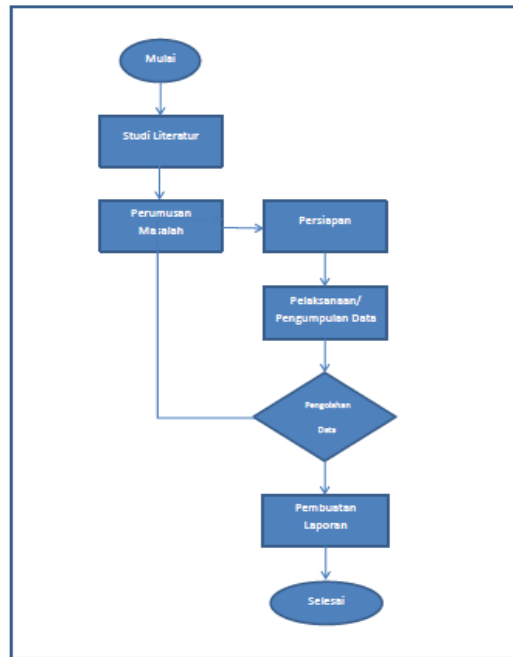 Mulai
Studi Literatur
Perumusan
Masalah
Persiapan
Pelaksanaan/
Pengumpulan Data
Pengolahan
Data
Pembuatan
Laporan
Selesai